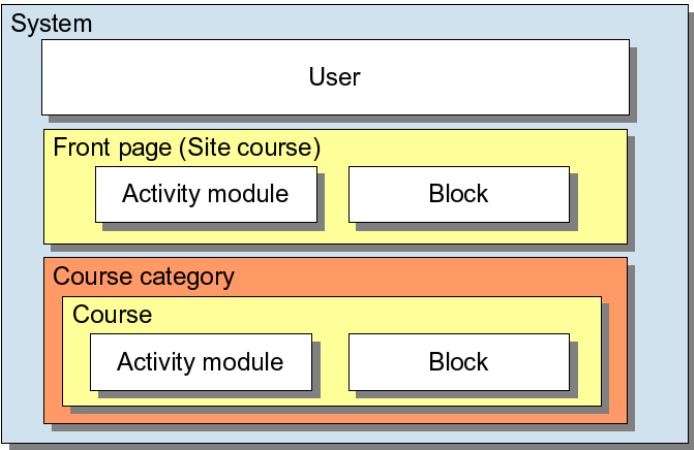 System
User
Front page (Site course)
Activity module
Block
Course category
Course
Activity module
Block